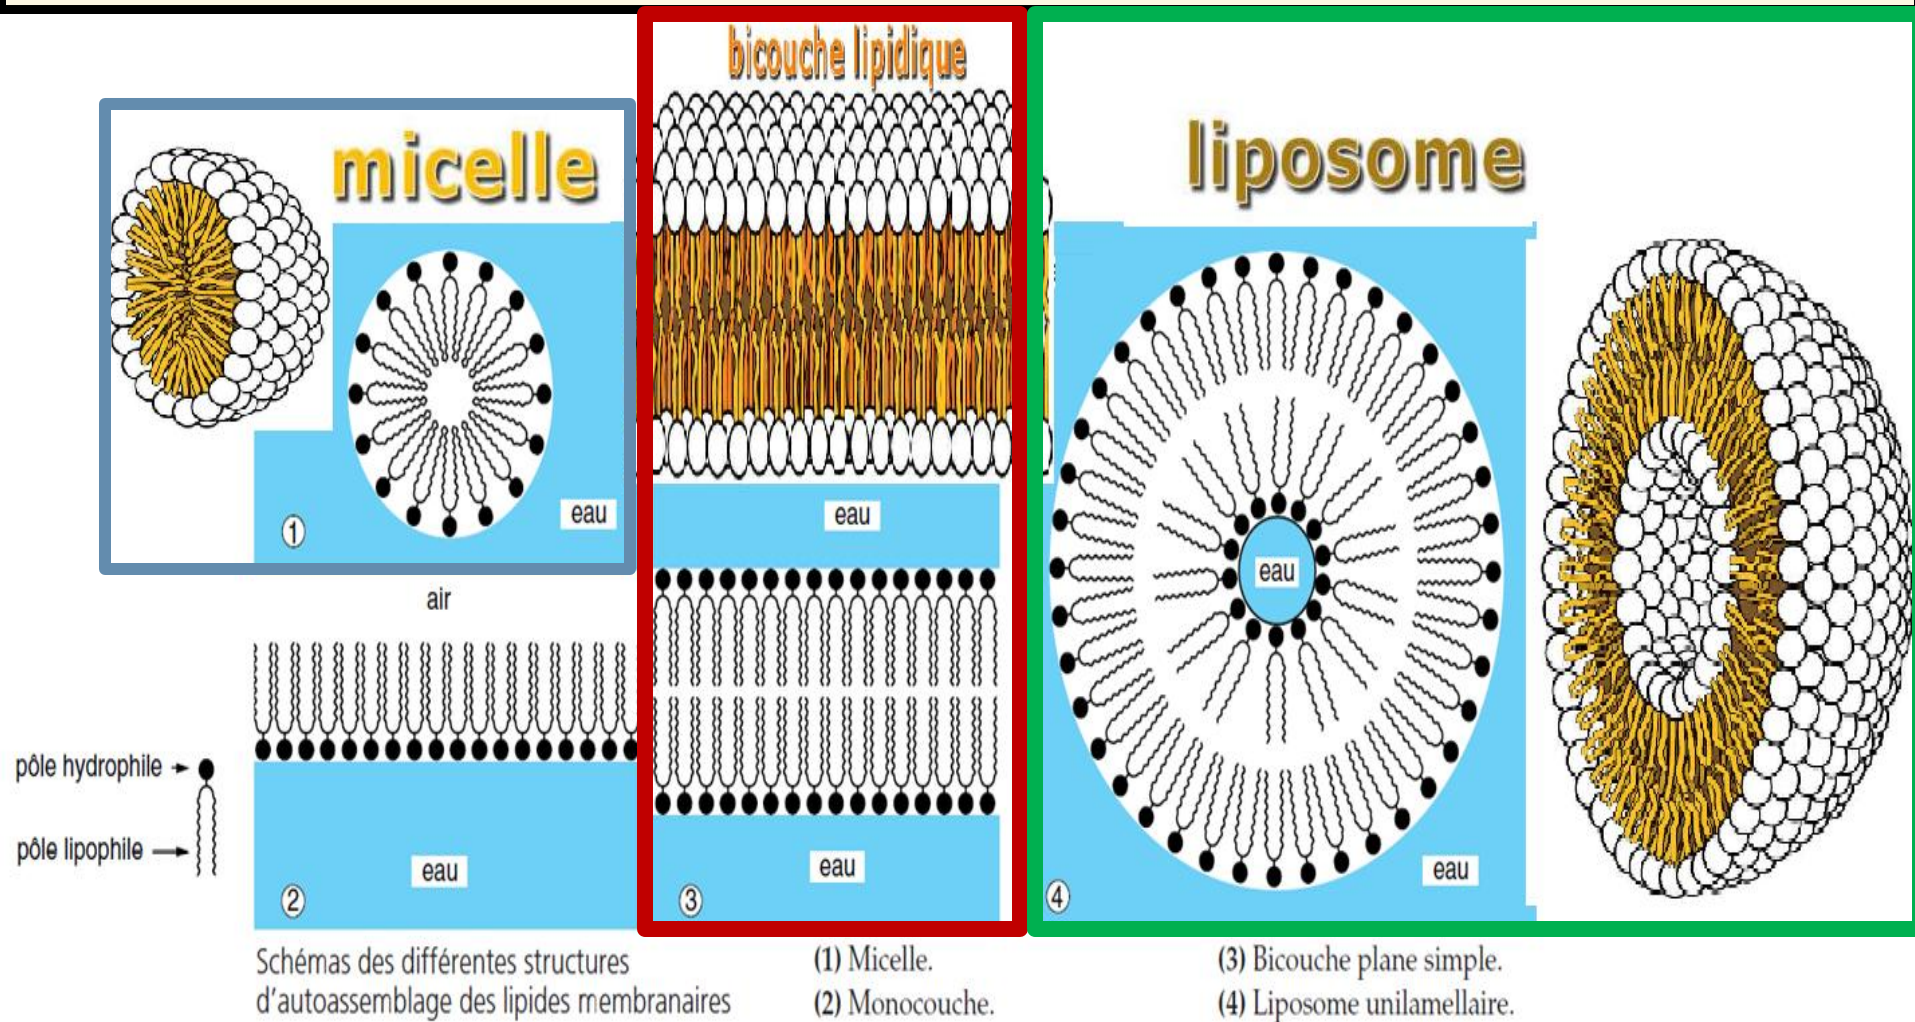 bicouche lipidique
micelle
liposome
eau
1
air
eau
eau
pôle hydrophile
pôle lipophile
eau
2
eau
3
eau
4
Schémas des différentes structures
d'autoassemblage des lipides membranaires
(1) Micelle.
(2) Monocouche.
(3) Bicouche plane simple.
(4) Liposome unilamellaire.